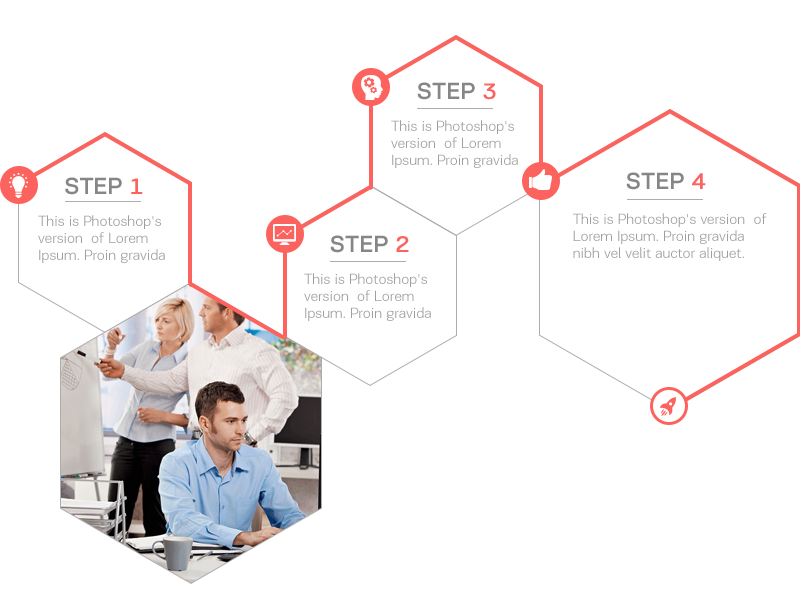 STEP 1
This is Photoshop's
version of Lorem
Ipsum. Proin gravida
STEP 2
This is Photoshop's
version of Lorem
Ipsum. Proin gravida
STEP 3
This is Photoshop's
version of Lorem
Ipsum. Proin gravida
STEP 4
This is Photoshop's version of
Lorem Ipsum. Proin gravida
nibh vel velit auctor aliquet.